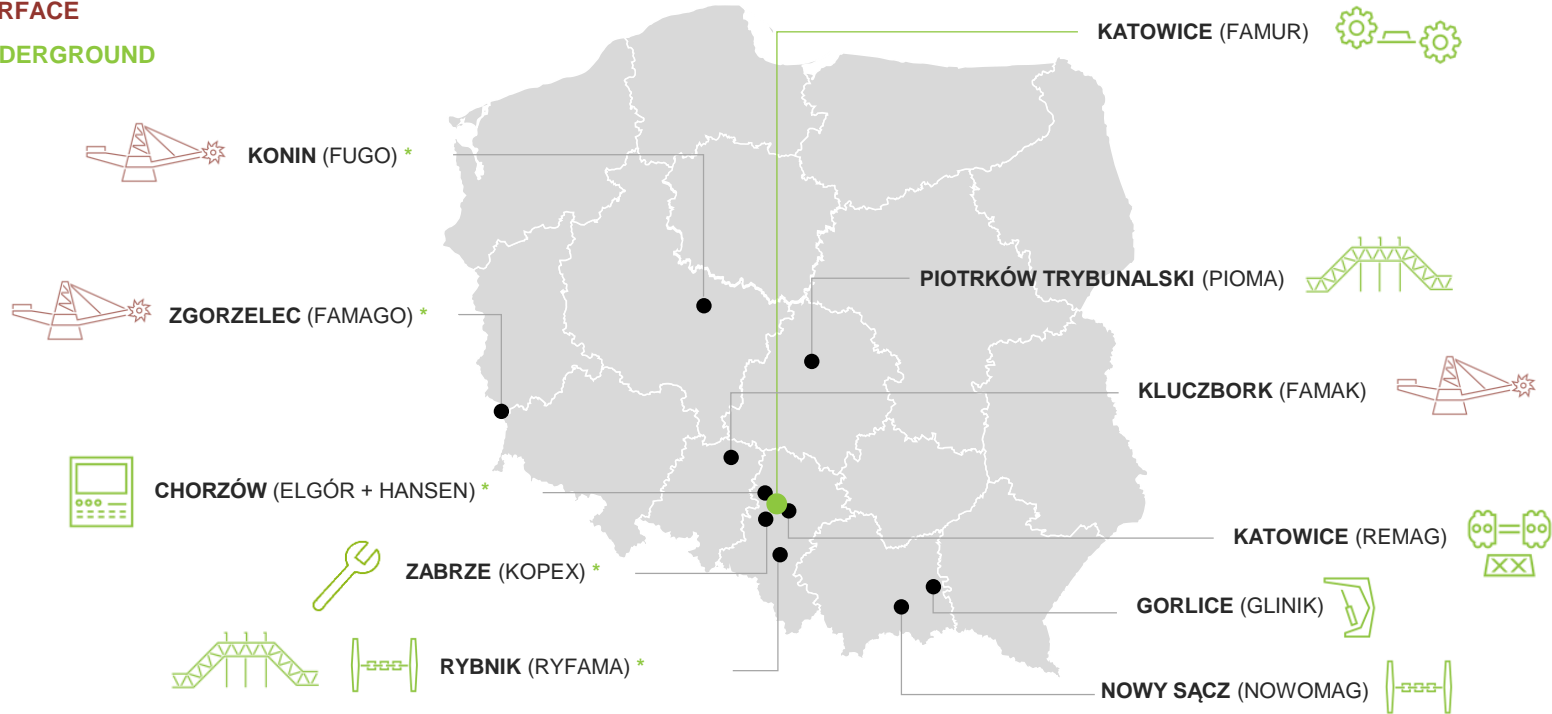 RFACE
DERGROUND
KATOWICE (FAMUR)
KONIN (FUGO) *
PIOTRKÓW TRYBUNALSKI (PIOMA)
ZGORZELEC (FAMAGO) *
KLUCZBORK (FAMAK)
CHORZÓW (ELGÓR + HANSEN) *
KATOWICE (REMAG)
ZABRZE (KOPEX) *
GORLICE (GLINIK)
RYBNIK (RYFAMA) *
NOWY SĄCZ (NOWOMAG)